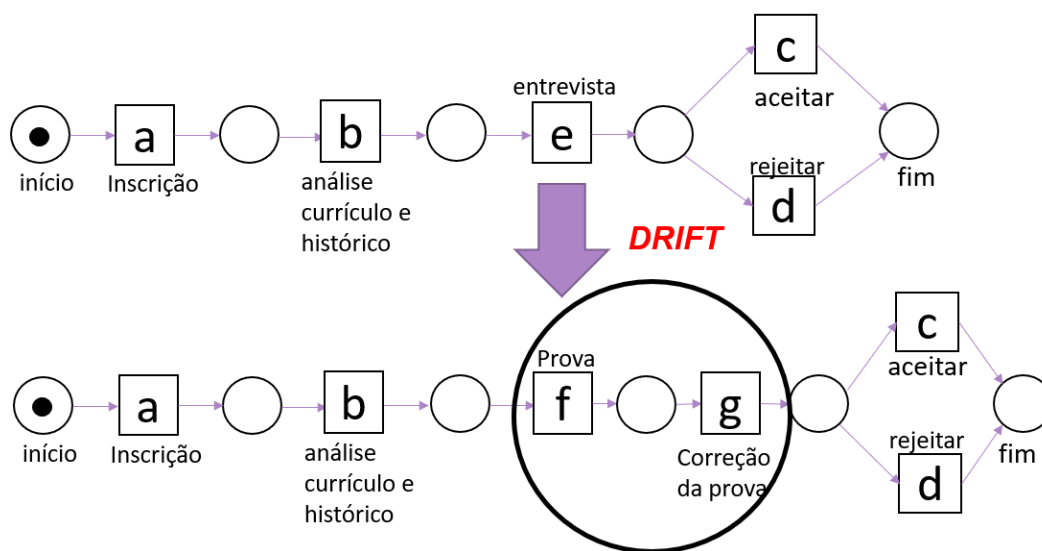 entrevista
c
a
b
e
aceitar
início
Inscrição
análise
currículo e
histórico
rejeitar
d
fim
DRIFT
Prova
c
a
b
f
g
aceitar
início
Inscrição
análise
currículo e
histórico
Correção
da prova
rejeitar
d
fim